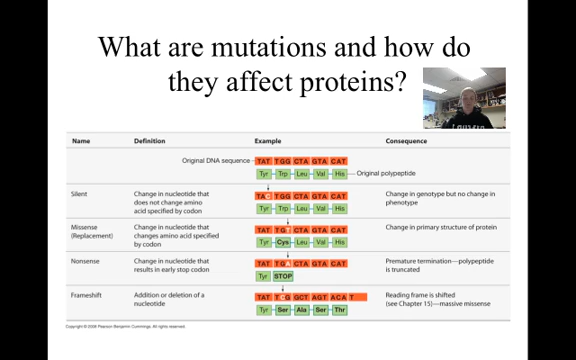 What are mutations and how do
they affect proteins?
Name Definition Example Consequence
Original DNA sequence TAT TGG CTA GTA CAT
Tyr Trp Leu Val His Original polypeptide
Silent
Change in nucleotide that
does not change amino
acid specified by codon
TAC TGG CTA GTA CAT
Tyr Trp Leu Val His
Change in genotype but no change in
phenotype
Missense
(Replacement)
Change in nucleotide that
changes amino acid specified
by codon
TAT TGT CTA GTA CAT
Tyr Cys Leu Val His
Change in primary structure of protein
Nonsense
Change in nucleotide that
results in early stop codon
TAT TGA CTA GTA CAT
Tyr STOP
Premature termination—polypeptide
is truncated
Frameshift
Addition or deletion of a
nucleotide
TAT TCG GCT AGT ACA T
Tyr Ser Ala Ser Thr
Reading frame is shifted
(see Chapter 15)—massive missense
Copyright © 2008 Pearson Benjamin Cummings. All rights reserved.